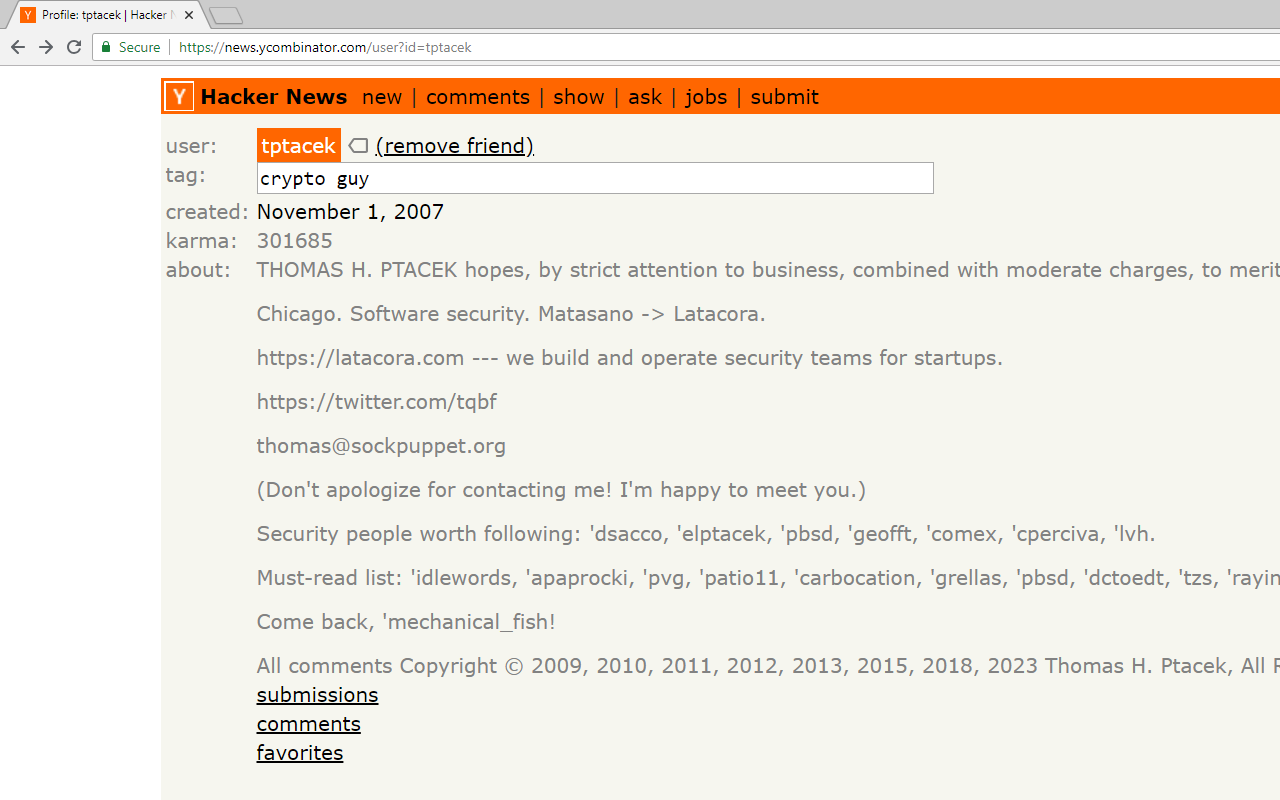 Profile: tptacek | Hacker N
Secure | https://news.ycombinator.com/user?id=tptacek
Y Hacker News new | comments | show | ask | jobs | submit
user: tptacek (remove friend)
tag: crypto guy
created: November 1, 2007
karma: 301685
about: THOMAS H. PTACEK hopes, by strict attention to business, combined with moderate charges, to merit
Chicago. Software security. Matasano -> Latacora.
https://latacora.com --- we build and operate security teams for startups.
https://twitter.com/tqbf
thomas@sockpuppet.org
(Don't apologize for contacting me! I'm happy to meet you.)
Security people worth following: 'dsacco, 'elptacek, 'pbsd, 'geofft, 'comex, 'cperciva, 'lvh.
Must-read list: 'idlewords, 'apaprocki, 'pvg, 'patio11, 'carbocation, 'grellas, 'pbsd, 'dctoedt, 'tzs, 'rayin
Come back, 'mechanical_fish!
All comments Copyright © 2009, 2010, 2011, 2012, 2013, 2015, 2018, 2023 Thomas H. Ptacek, All R
submissions
comments
favorites